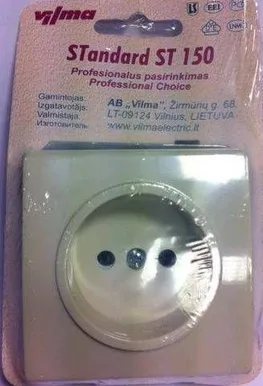 vilma
STandard ST 150
Profesionalus pasirinkimas
Professional Choice
Gamintojas:
Izgatavotājs:
Valmistaja:
Изготовитель:
AB „Vilma“, Žirmūnų g. 68,
LT-09124 Vilnius, LIETUVA
www.vilmaelectric.lt